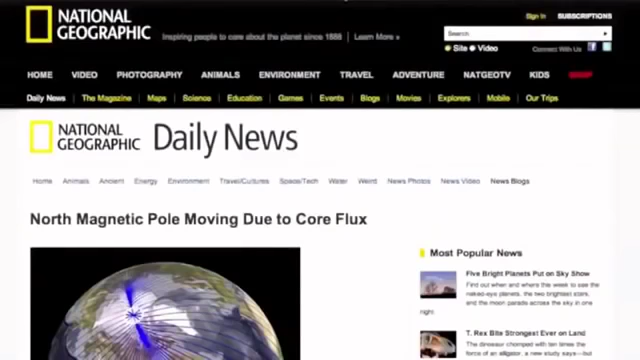 NATIONAL
GEOGRAPHIC
Inspiring people to care about the planet since 1888 | Learn More »
Sign In SUBSCRIPTIONS
Search
Site Video
Connect With Us
HOME VIDEO PHOTOGRAPHY ANIMALS ENVIRONMENT TRAVEL ADVENTURE NATGEOTV KIDS
Daily News The Magazine Maps Science Education Games Events Blogs Movies Explorers Mobile Our Trips
NATIONAL
GEOGRAPHIC
Daily News
Home Animals Ancient Energy Environment Travel/Cultures Space/Tech Water Weird News Photos News Video News Blogs
North Magnetic Pole Moving Due to Core Flux
Most Popular News
Five Bright Planets Put on Sky Show
Find out when and where this week to see the
naked-eye planets, the two brightest stars,
and the moon parade across the sky in one
night
T. Rex Bite Strongest Ever on Land
The dinosaur chomped with ten times the
force of an alligator, a new study says—but